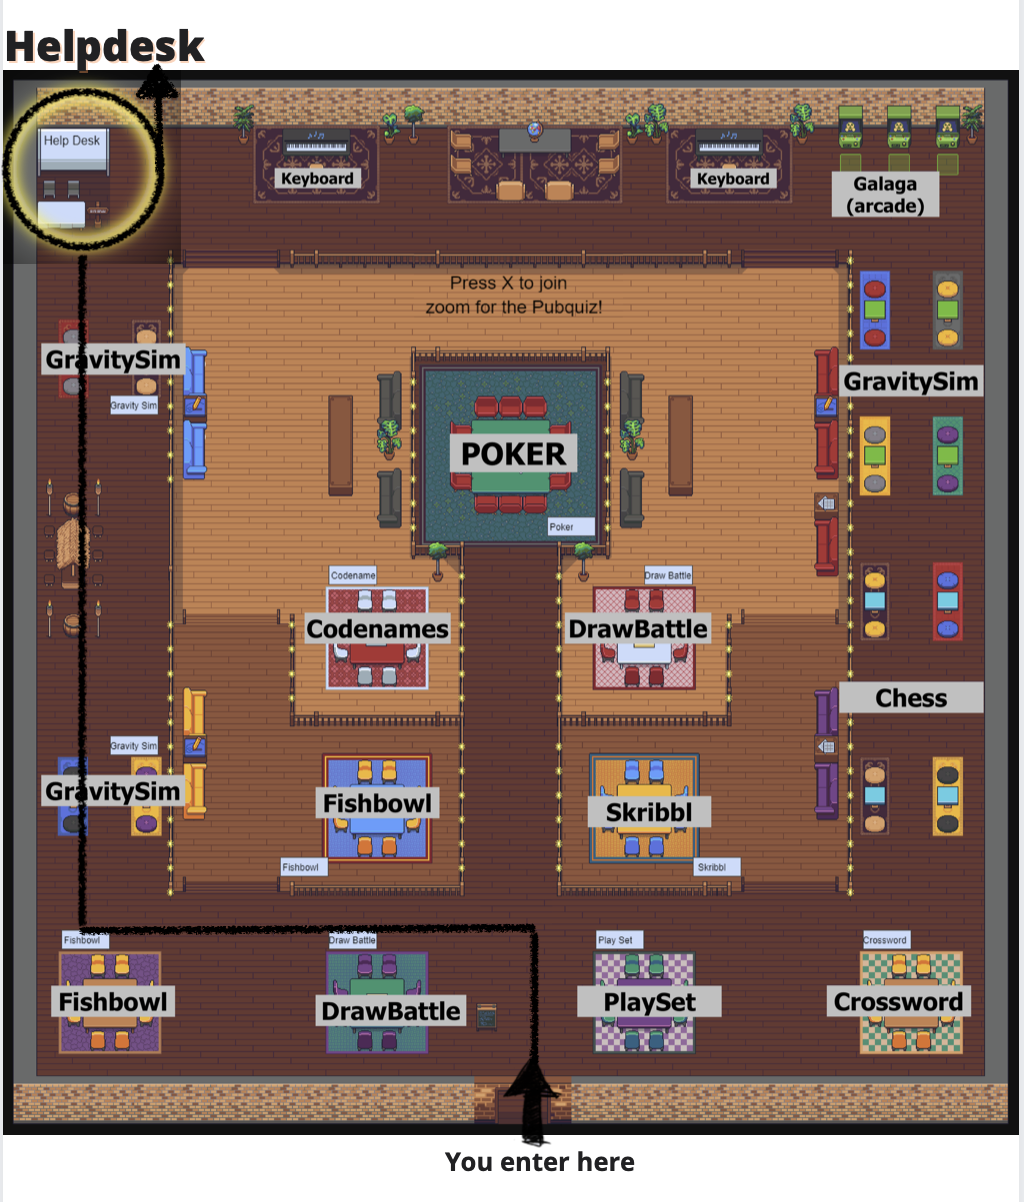 Helpdesk
Help Desk
Keyboard
Keyboard
Galaga
(arcade)
Press X to join
zoom for the Pubquiz!
GravitySim
Gravity Sim
GravitySim
POKER
Poker
Codename
Codenames
Draw Battle
DrawBattle
Chess
Gravity Sim
GravitySim
Fishbowl
Fishbowl
Skribbl
Skribbl
Fishbowl
Fishbowl
Draw Battle
DrawBattle
Play Set
PlaySet
Crossword
Crossword
You enter here